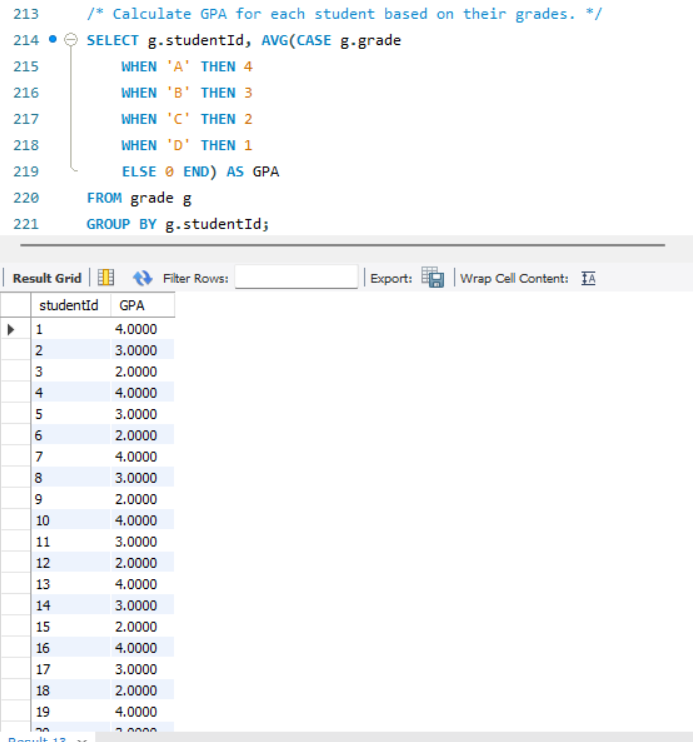 213 /* Calculate GPA for each student based on their grades. */
214 SELECT g.studentId, AVG(CASE g.grade
215 WHEN 'A' THEN 4
216 WHEN 'B' THEN 3
217 WHEN 'C' THEN 2
218 WHEN 'D' THEN 1
219 ELSE 0 END) AS GPA
220 FROM grade g
221 GROUP BY g.studentId;
Result Grid Filter Rows: Export: Wrap Cell Content: IA
studentId GPA
1 4.0000
2 3.0000
3 2.0000
4 4.0000
5 3.0000
6 2.0000
7 4.0000
8 3.0000
9 2.0000
10 4.0000
11 3.0000
12 2.0000
13 4.0000
14 3.0000
15 2.0000
16 4.0000
17 3.0000
18 2.0000
19 4.0000